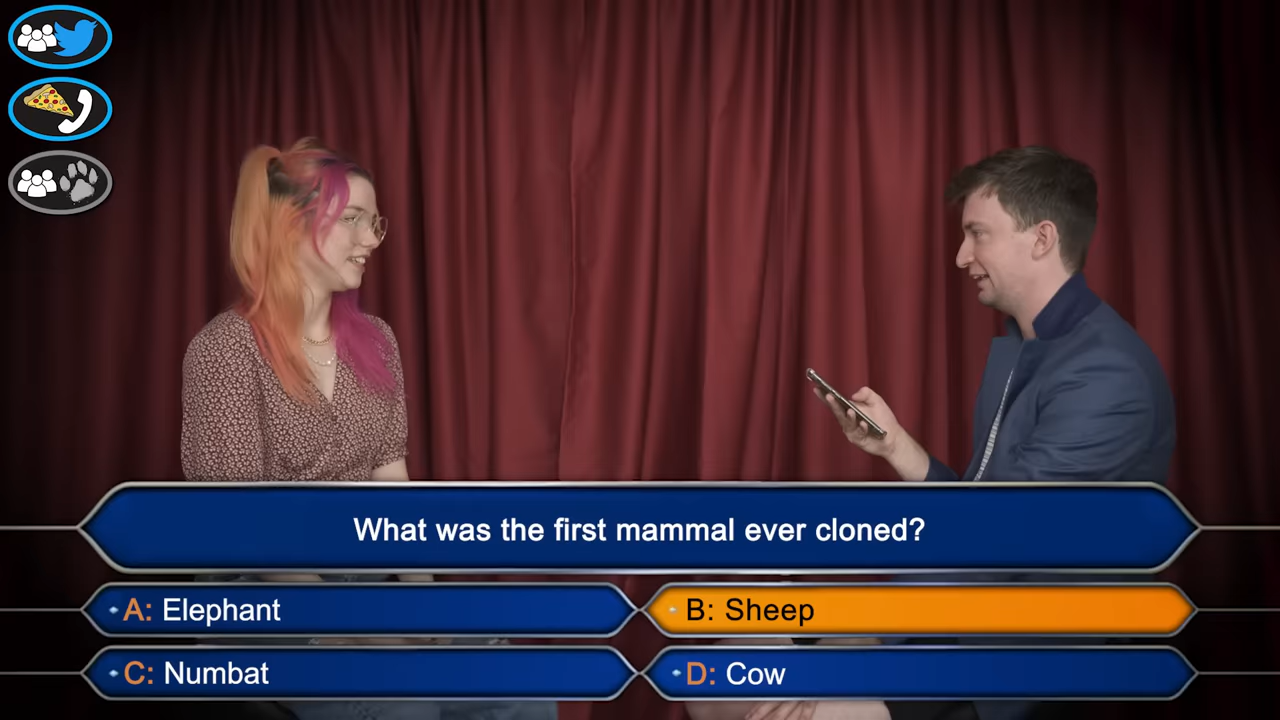 What was the first mammal ever cloned?
A: Elephant
B: Sheep
C: Numbat
D: Cow